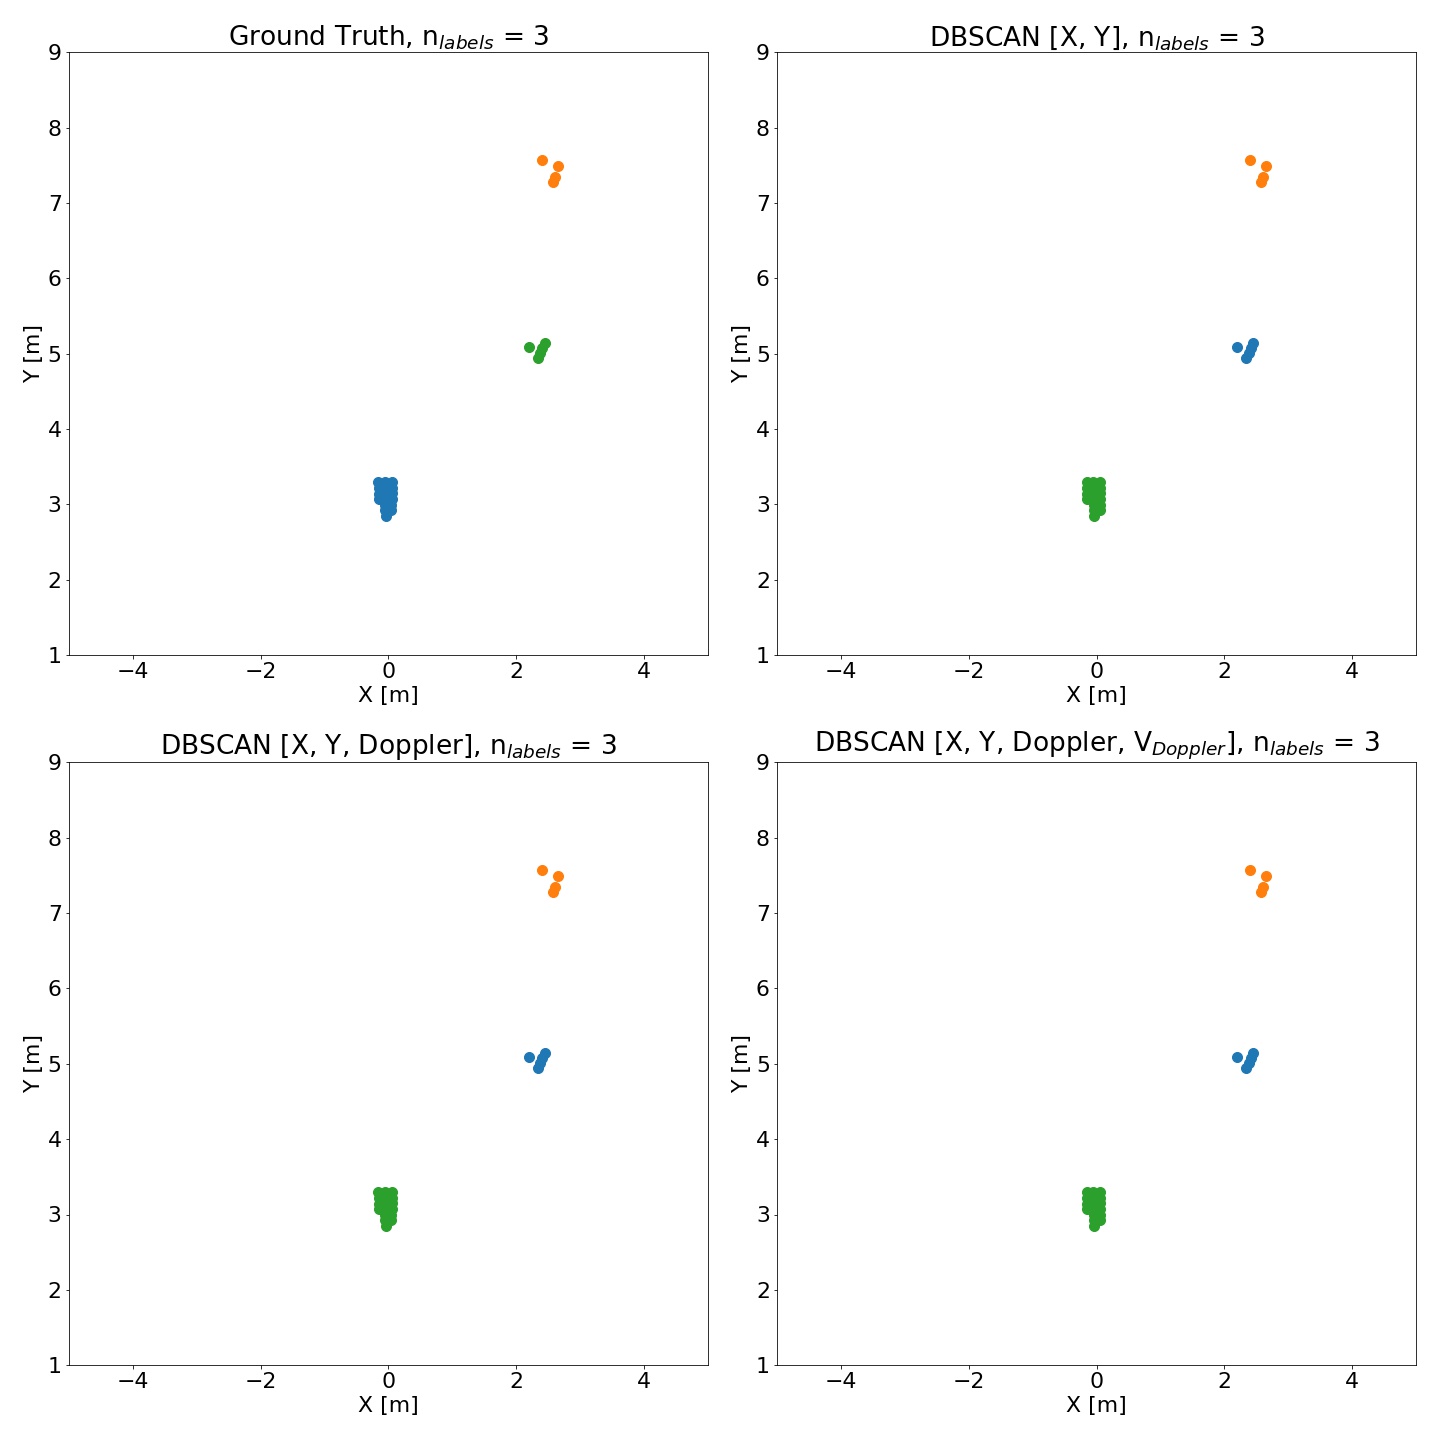 Ground Truth, n_labels = 3
9
8
7
6
5
4
3
2
1
Y [m]
−4 −2 0 2 4
X [m]
DBSCAN [X, Y], n_labels = 3
9
8
7
6
5
4
3
2
1
Y [m]
−4 −2 0 2 4
X [m]
DBSCAN [X, Y, Doppler], n_labels = 3
9
8
7
6
5
4
3
2
1
Y [m]
−4 −2 0 2 4
X [m]
DBSCAN [X, Y, Doppler, V_Doppler], n_labels = 3
9
8
7
6
5
4
3
2
1
Y [m]
−4 −2 0 2 4
X [m]